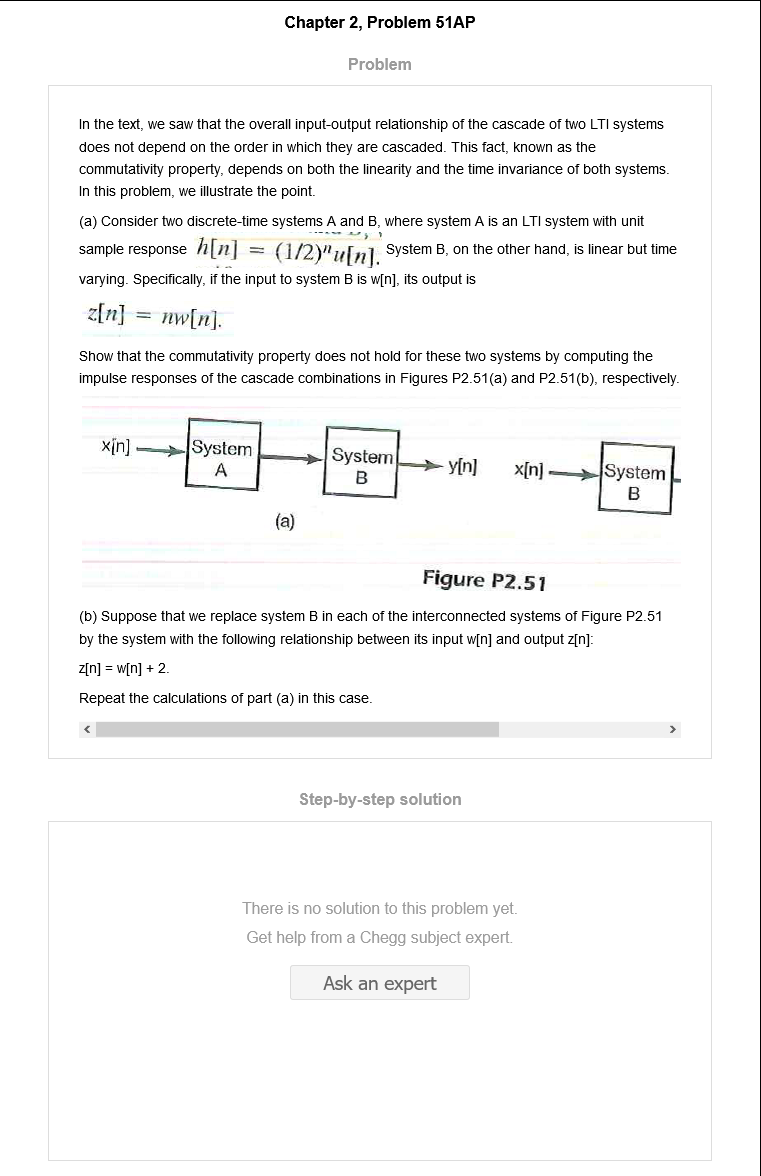 Chapter 2, Problem 51AP
Problem
In the text, we saw that the overall input-output relationship of the cascade of two LTI systems
does not depend on the order in which they are cascaded. This fact, known as the
commutativity property, depends on both the linearity and the time invariance of both systems.
In this problem, we illustrate the point.
(a) Consider two discrete-time systems A and B, where system A is an LTI system with unit
sample response h[n] = (1/2)ⁿu[n]. System B, on the other hand, is linear but time
varying. Specifically, if the input to system B is w[n], its output is
z[n] = nw[n].
Show that the commutativity property does not hold for these two systems by computing the
impulse responses of the cascade combinations in Figures P2.51(a) and P2.51(b), respectively.
x[n] System A System B y[n] x[n] System B
(a)
Figure P2.51
(b) Suppose that we replace system B in each of the interconnected systems of Figure P2.51
by the system with the following relationship between its input w[n] and output z[n]:
z[n] = w[n] + 2.
Repeat the calculations of part (a) in this case.
Step-by-step solution
There is no solution to this problem yet.
Get help from a Chegg subject expert.
Ask an expert